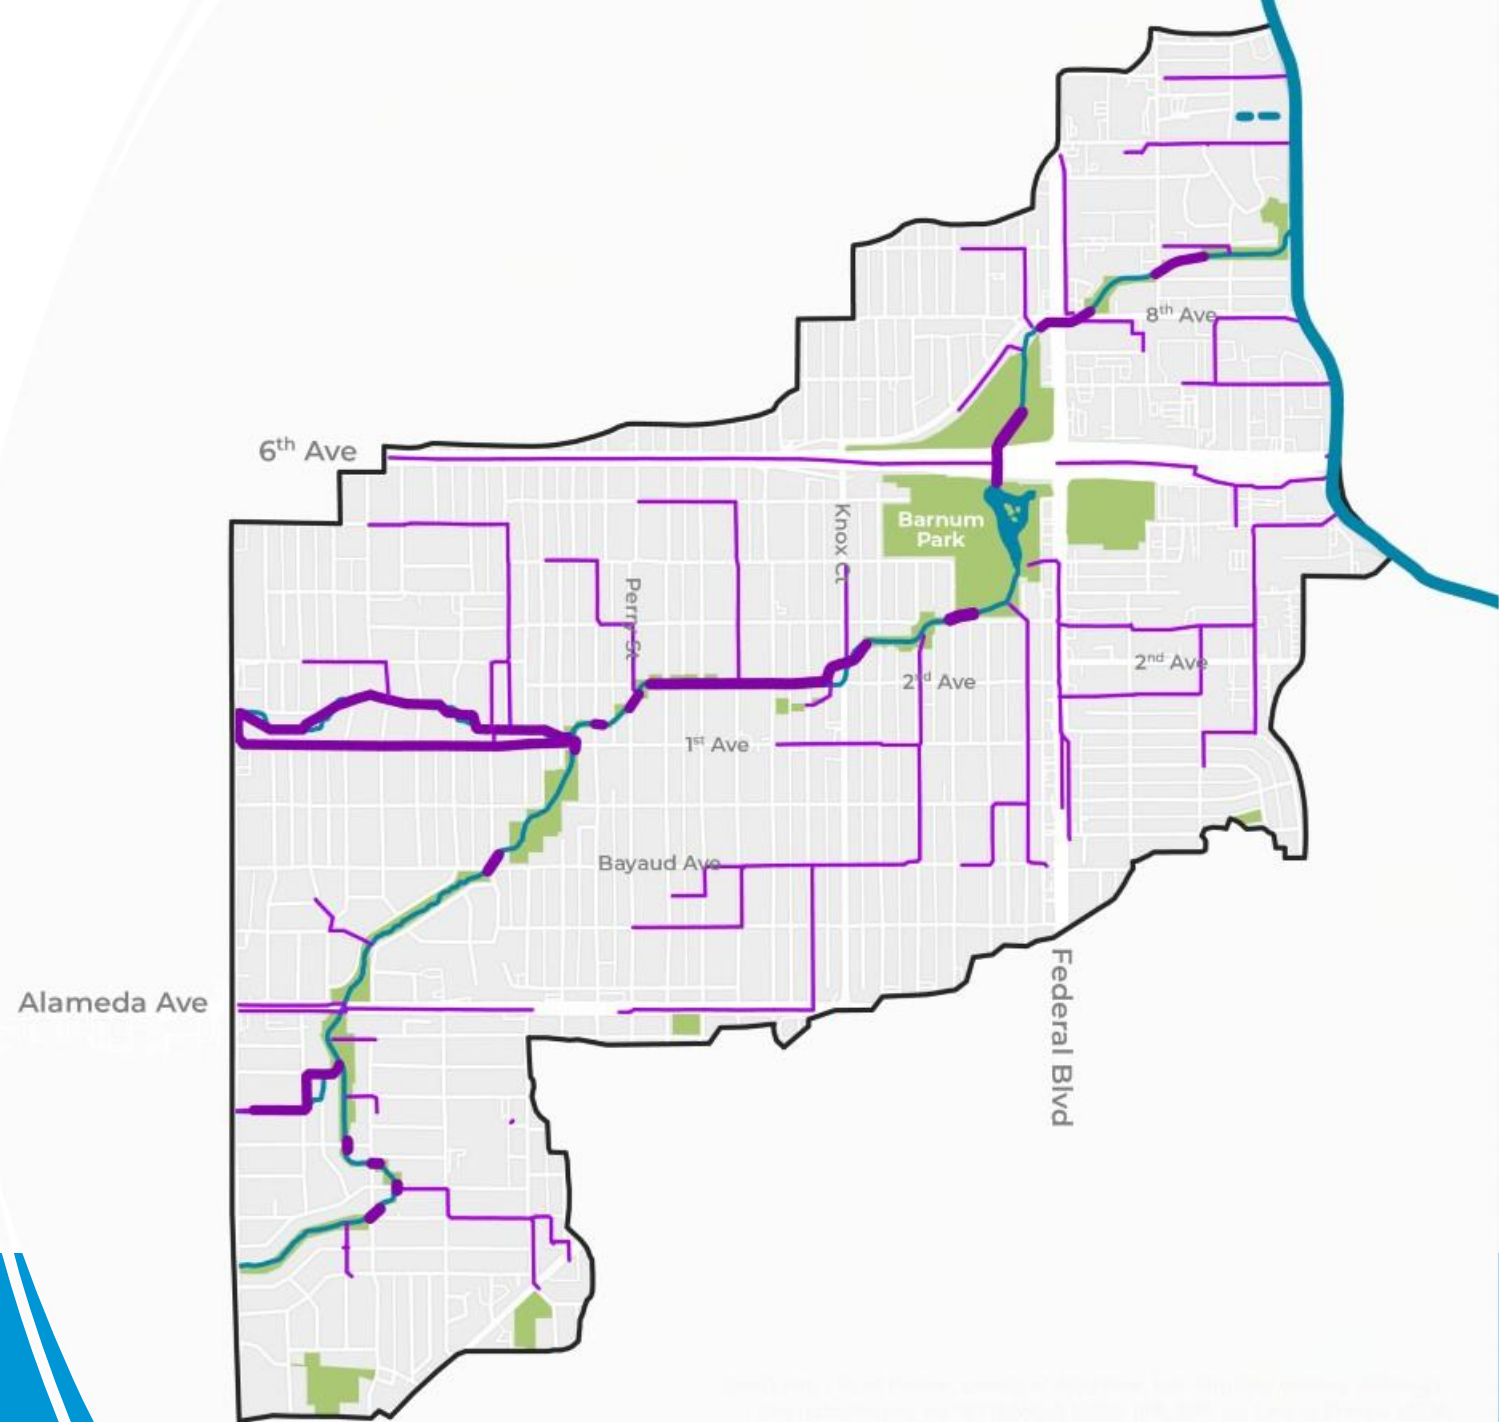 8th Ave
6th Ave
Knox Ct
Barnum
Park
Perry St
2nd Ave
2nd Ave
1st Ave
Bayaud Ave
Federal Blvd
Alameda Ave